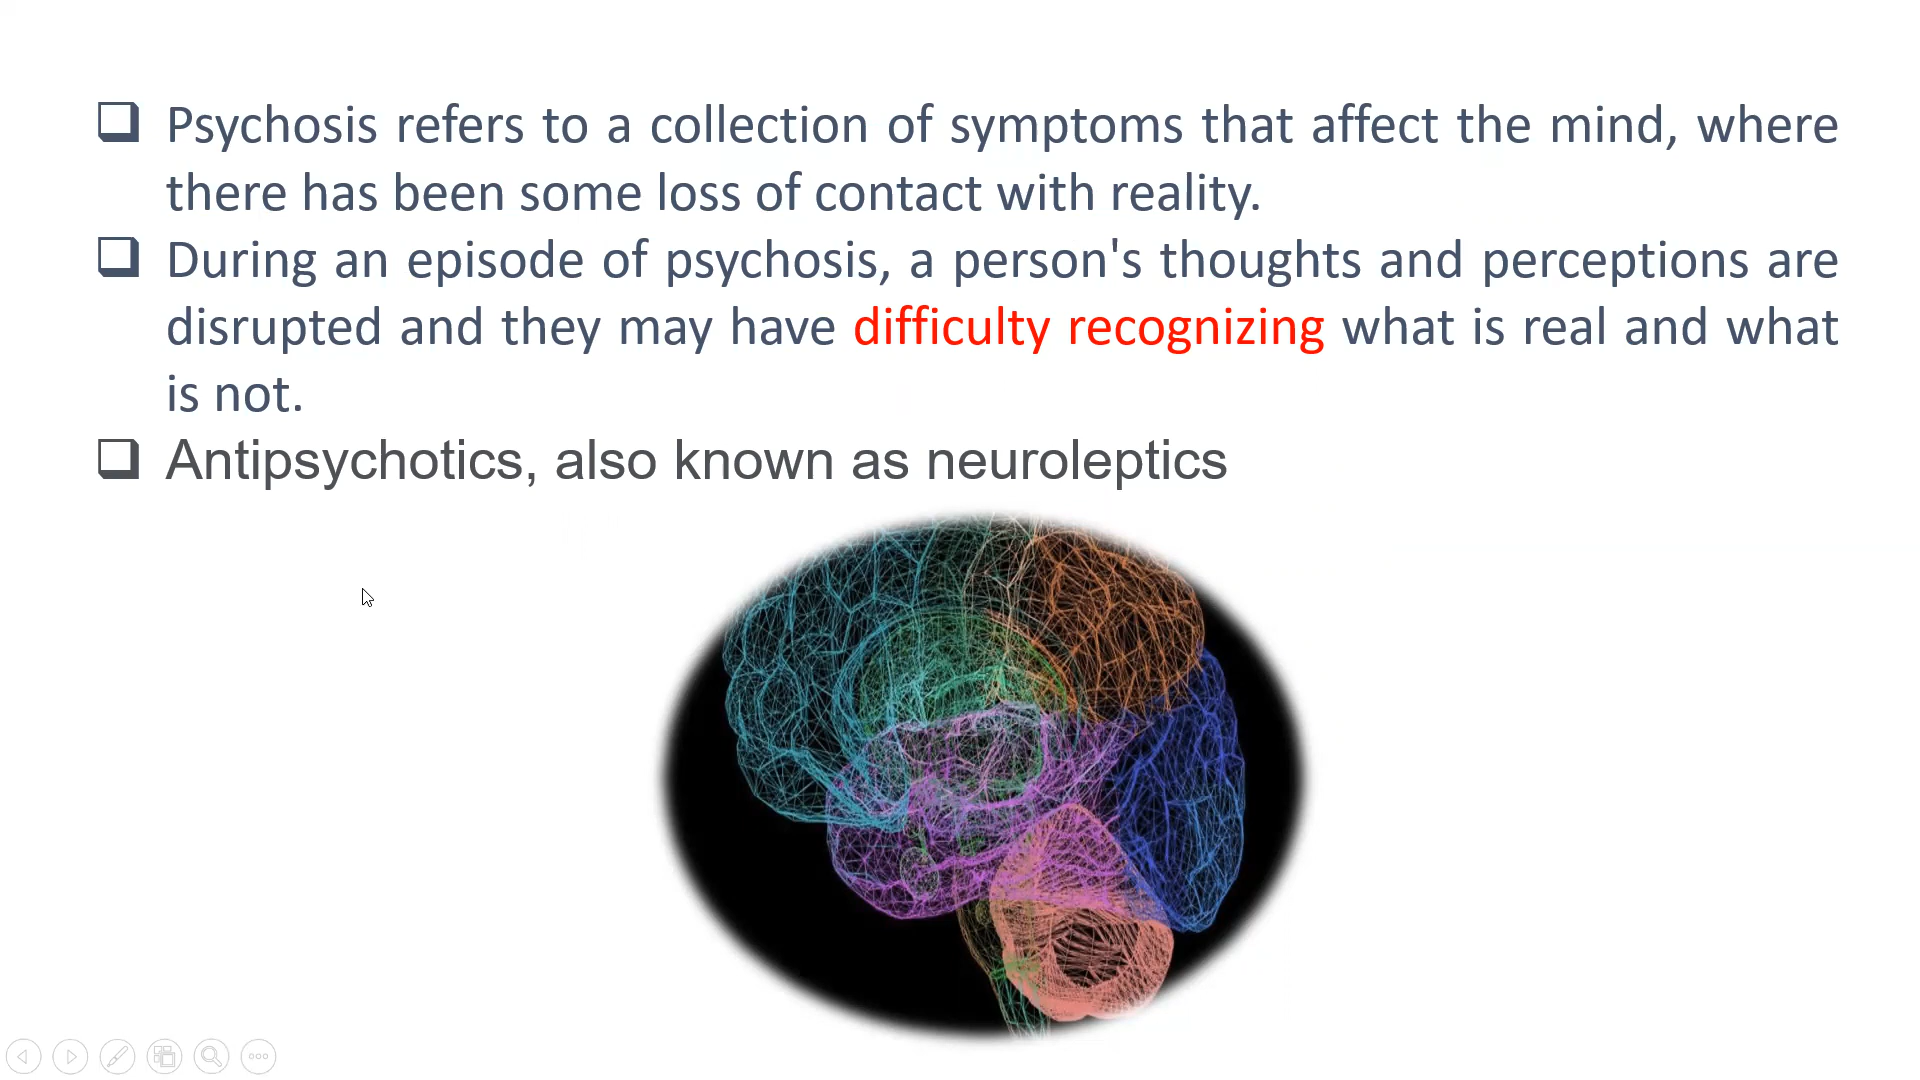 Psychosis refers to a collection of symptoms that affect the mind, where
there has been some loss of contact with reality.
During an episode of psychosis, a person's thoughts and perceptions are
disrupted and they may have difficulty recognizing what is real and what
is not.
Antipsychotics, also known as neuroleptics